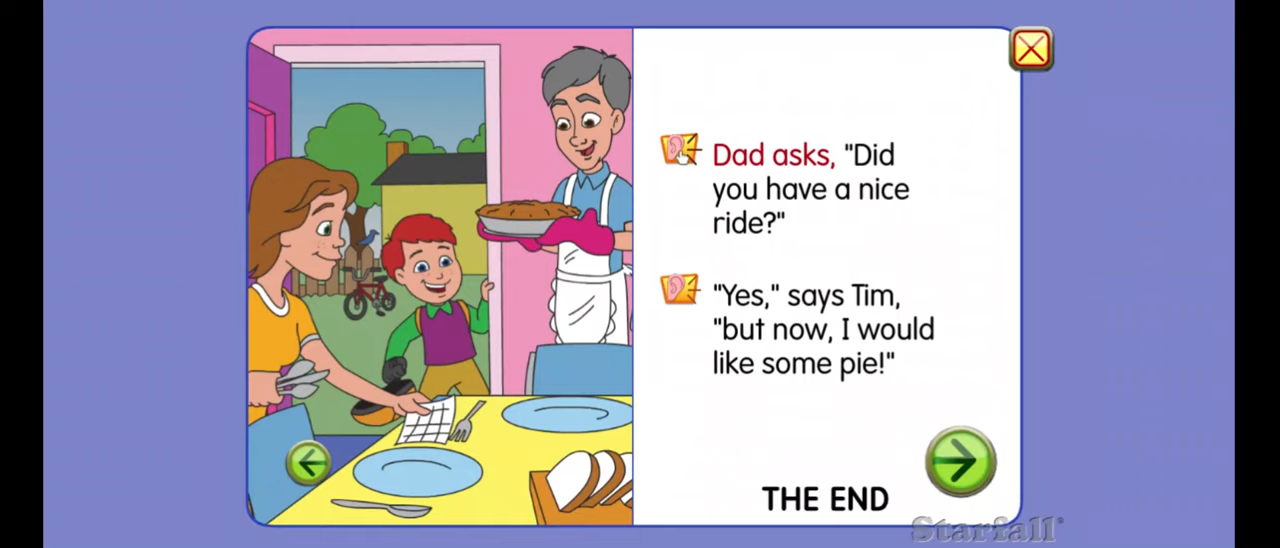 Dad asks, "Did
you have a nice
ride?"
"Yes," says Tim,
"but now, I would
like some pie!"
THE END
Starfall